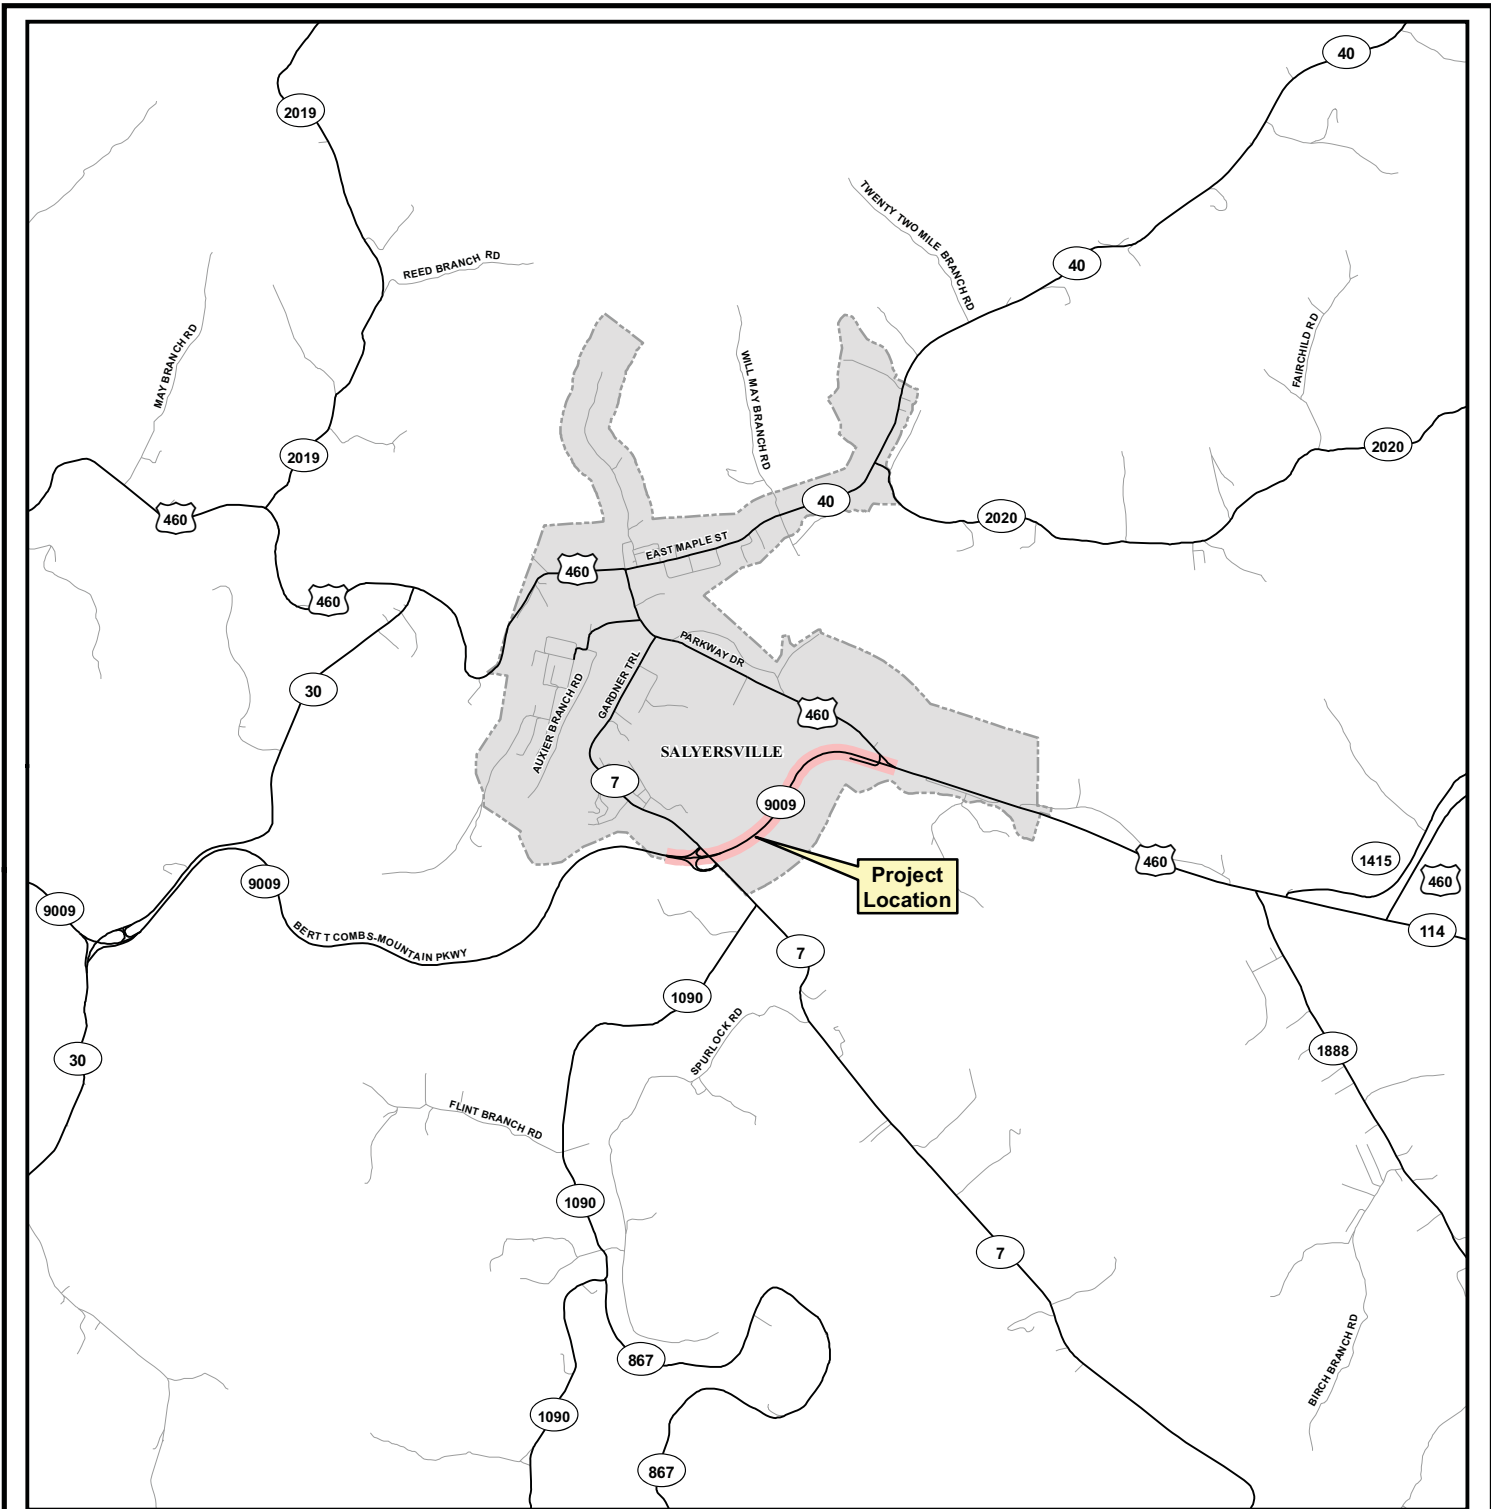 40
2019
TWENTY TWO MILE BRANCH RD
REED BRANCH RD
40
MAY BRANCH RD
FAIRCHILD RD
WILL MAY BRANCH RD
2019
2020
40
460
2020
EAST MAPLE ST
460
460
PARKWAY DR
GARDNER TRL
30
AUXIER BRANCH RD
460
SALYERSVILLE
7
9009
460
1415
460
9009
Project
Location
9009
114
BERT T COMBS-MOUNTAIN PKWY
7
1090
SPURLOCK RD
30
1888
FLINT BRANCH RD
1090
7
BIRCH BRANCH RD
867
1090
867